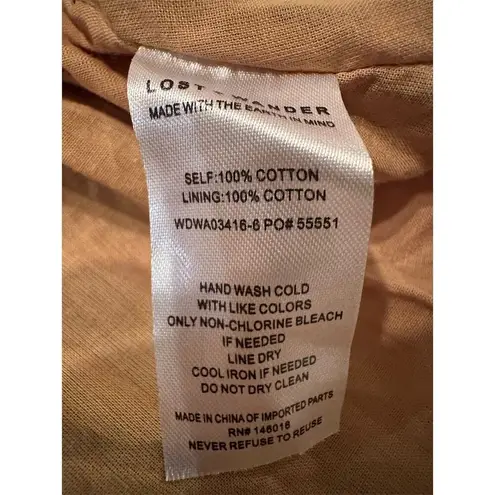 LOST + WANDER
MADE WITH THE EARTH IN MIND
SELF:100% COTTON
LINING:100% COTTON
WDWA03416-6 PO# 55551
HAND WASH COLD
WITH LIKE COLORS
ONLY NON-CHLORINE BLEACH
IF NEEDED
LINE DRY
COOL IRON IF NEEDED
DO NOT DRY CLEAN
MADE IN CHINA OF IMPORTED PARTS
RN# 146016
NEVER REFUSE TO REUSE